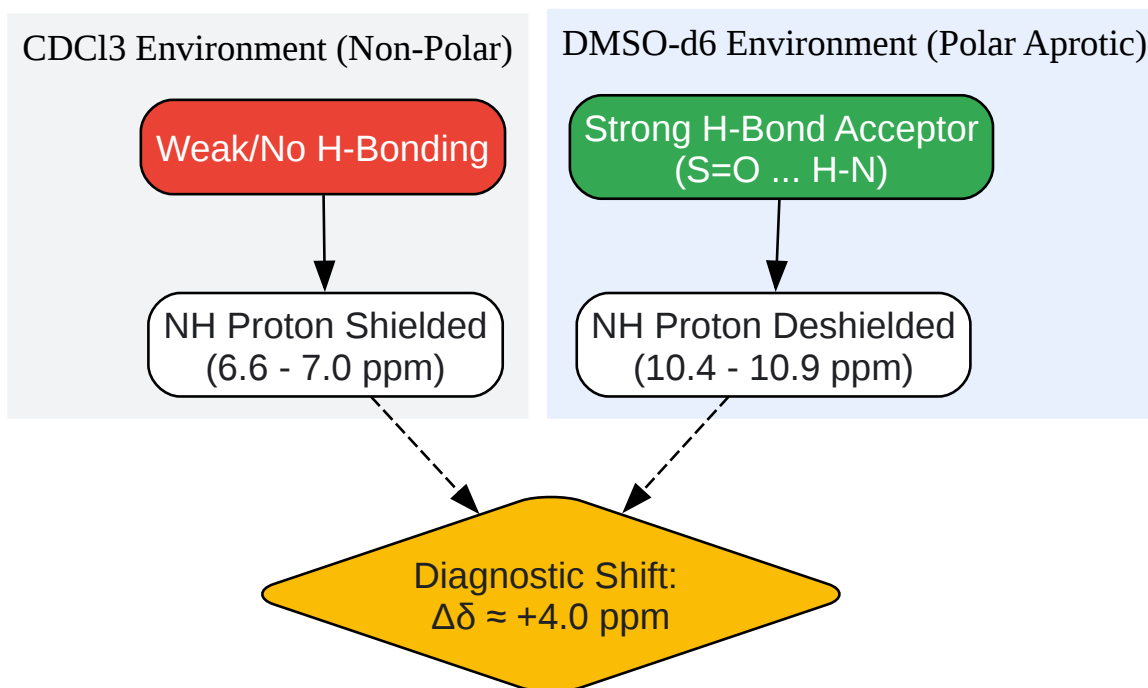 CDCl3 Environment (Non-Polar)
Weak/No H-Bonding
NH Proton Shielded
(6.6 - 7.0 ppm)
DMSO-d6 Environment (Polar Aprotic)
Strong H-Bond Acceptor
(S=O ... H-N)
NH Proton Deshielded
(10.4 - 10.9 ppm)
Diagnostic Shift:
Δδ ≈ +4.0 ppm